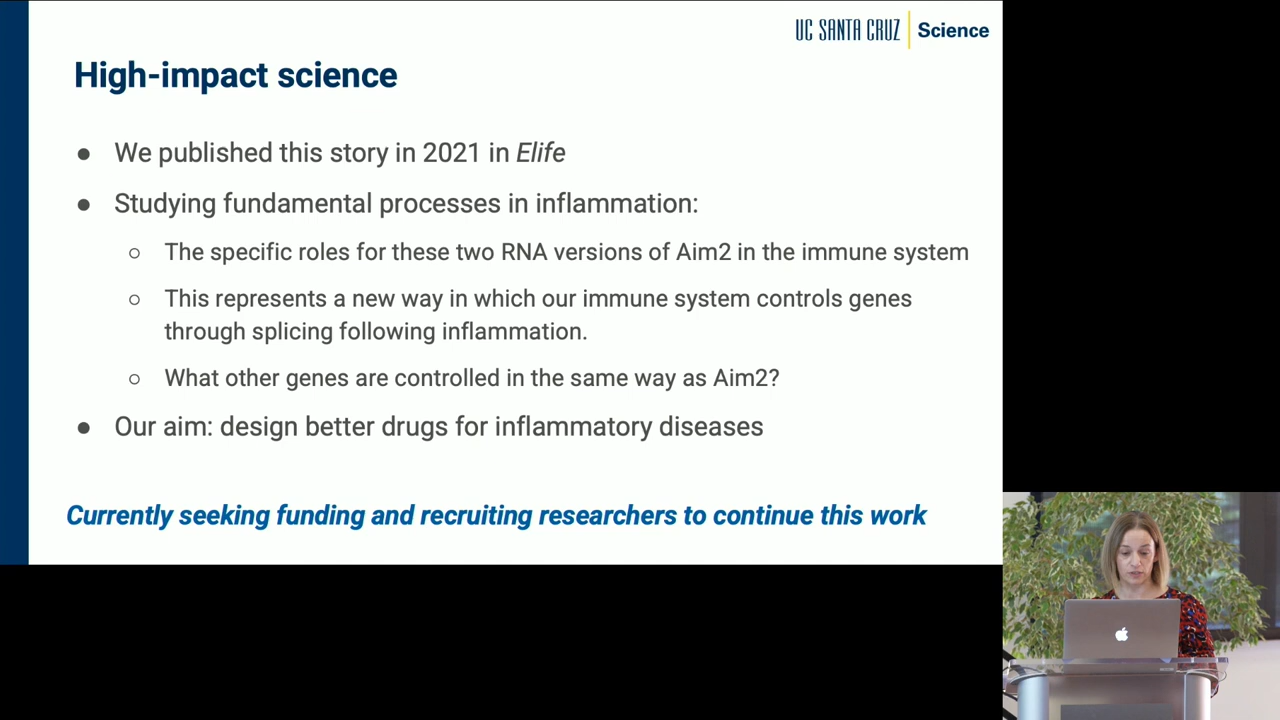 UC SANTA CRUZ Science
High-impact science
● We published this story in 2021 in Elife
● Studying fundamental processes in inflammation:
○ The specific roles for these two RNA versions of Aim2 in the immune system
○ This represents a new way in which our immune system controls genes
through splicing following inflammation.
○ What other genes are controlled in the same way as Aim2?
● Our aim: design better drugs for inflammatory diseases
Currently seeking funding and recruiting researchers to continue this work